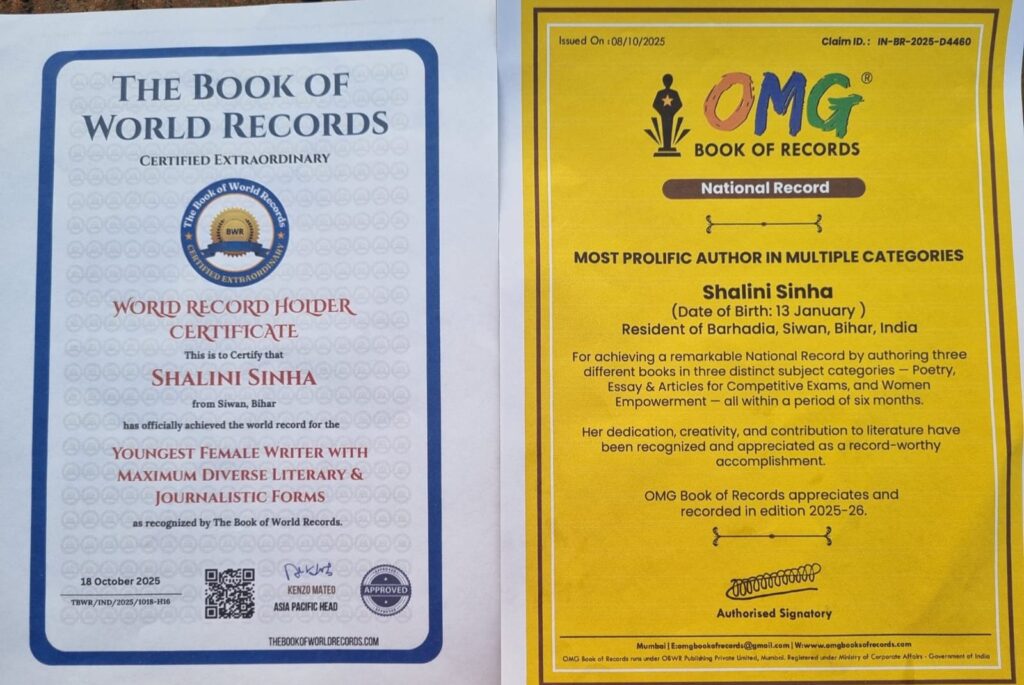 THE BOOK OF
WORLD RECORDS
CERTIFIED EXTRAORDINARY
The Book of World Records
BWR
CERTIFIED EXTRAORDINARY
WORLD RECORD HOLDER
CERTIFICATE
This is to Certify that
SHALINI SINHA
from Siwan, Bihar
has officially achieved the world record for the
YOUNGEST FEMALE WRITER WITH
MAXIMUM DIVERSE LITERARY &
JOURNALISTIC FORMS
as recognized by The Book of World Records.
18 October 2025
TBWR/IND/2025/1018-H16
KENZO MATEO
ASIA PACIFIC HEAD
APPROVED
THEBOOKOFWORLDRECORDS.COM
Issued On : 08/10/2025
Claim ID. : IN-BR-2025-D4460
OMG®
BOOK OF RECORDS
National Record
MOST PROLIFIC AUTHOR IN MULTIPLE CATEGORIES
Shalini Sinha
(Date of Birth: 13 January )
Resident of Barhadia, Siwan, Bihar, India
For achieving a remarkable National Record by authoring three
different books in three distinct subject categories — Poetry,
Essay & Articles for Competitive Exams, and Women
Empowerment — all within a period of six months.
Her dedication, creativity, and contribution to literature have
been recognized and appreciated as a record-worthy
accomplishment.
OMG Book of Records appreciates and
recorded in edition 2025-26.
Authorised Signatory
Mumbai | E:omgbooksofrecords@gmail.com | W:www.omgbooksofrecords.com
OMG Book of Records runs under OBWR Publishing Private Limited, Mumbai. Registered under Ministry of Corporate Affairs - Government of India